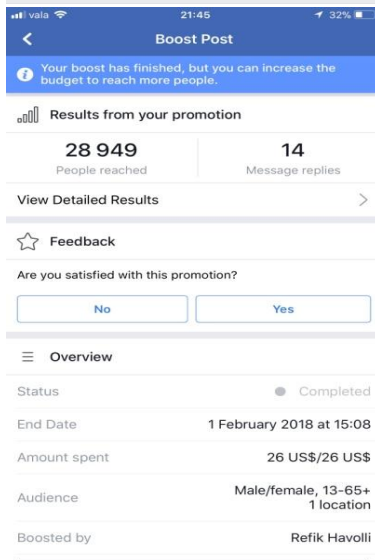 vala 21:45 32%
Boost Post
Your boost has finished, but you can increase the
budget to reach more people.
Results from your promotion
28 949 14
People reached Message replies
View Detailed Results
Feedback
Are you satisfied with this promotion?
No Yes
Overview
Status Completed
End Date 1 February 2018 at 15:08
Amount spent 26 US$/26 US$
Audience Male/female, 13-65+
1 location
Boosted by Refik Havolli